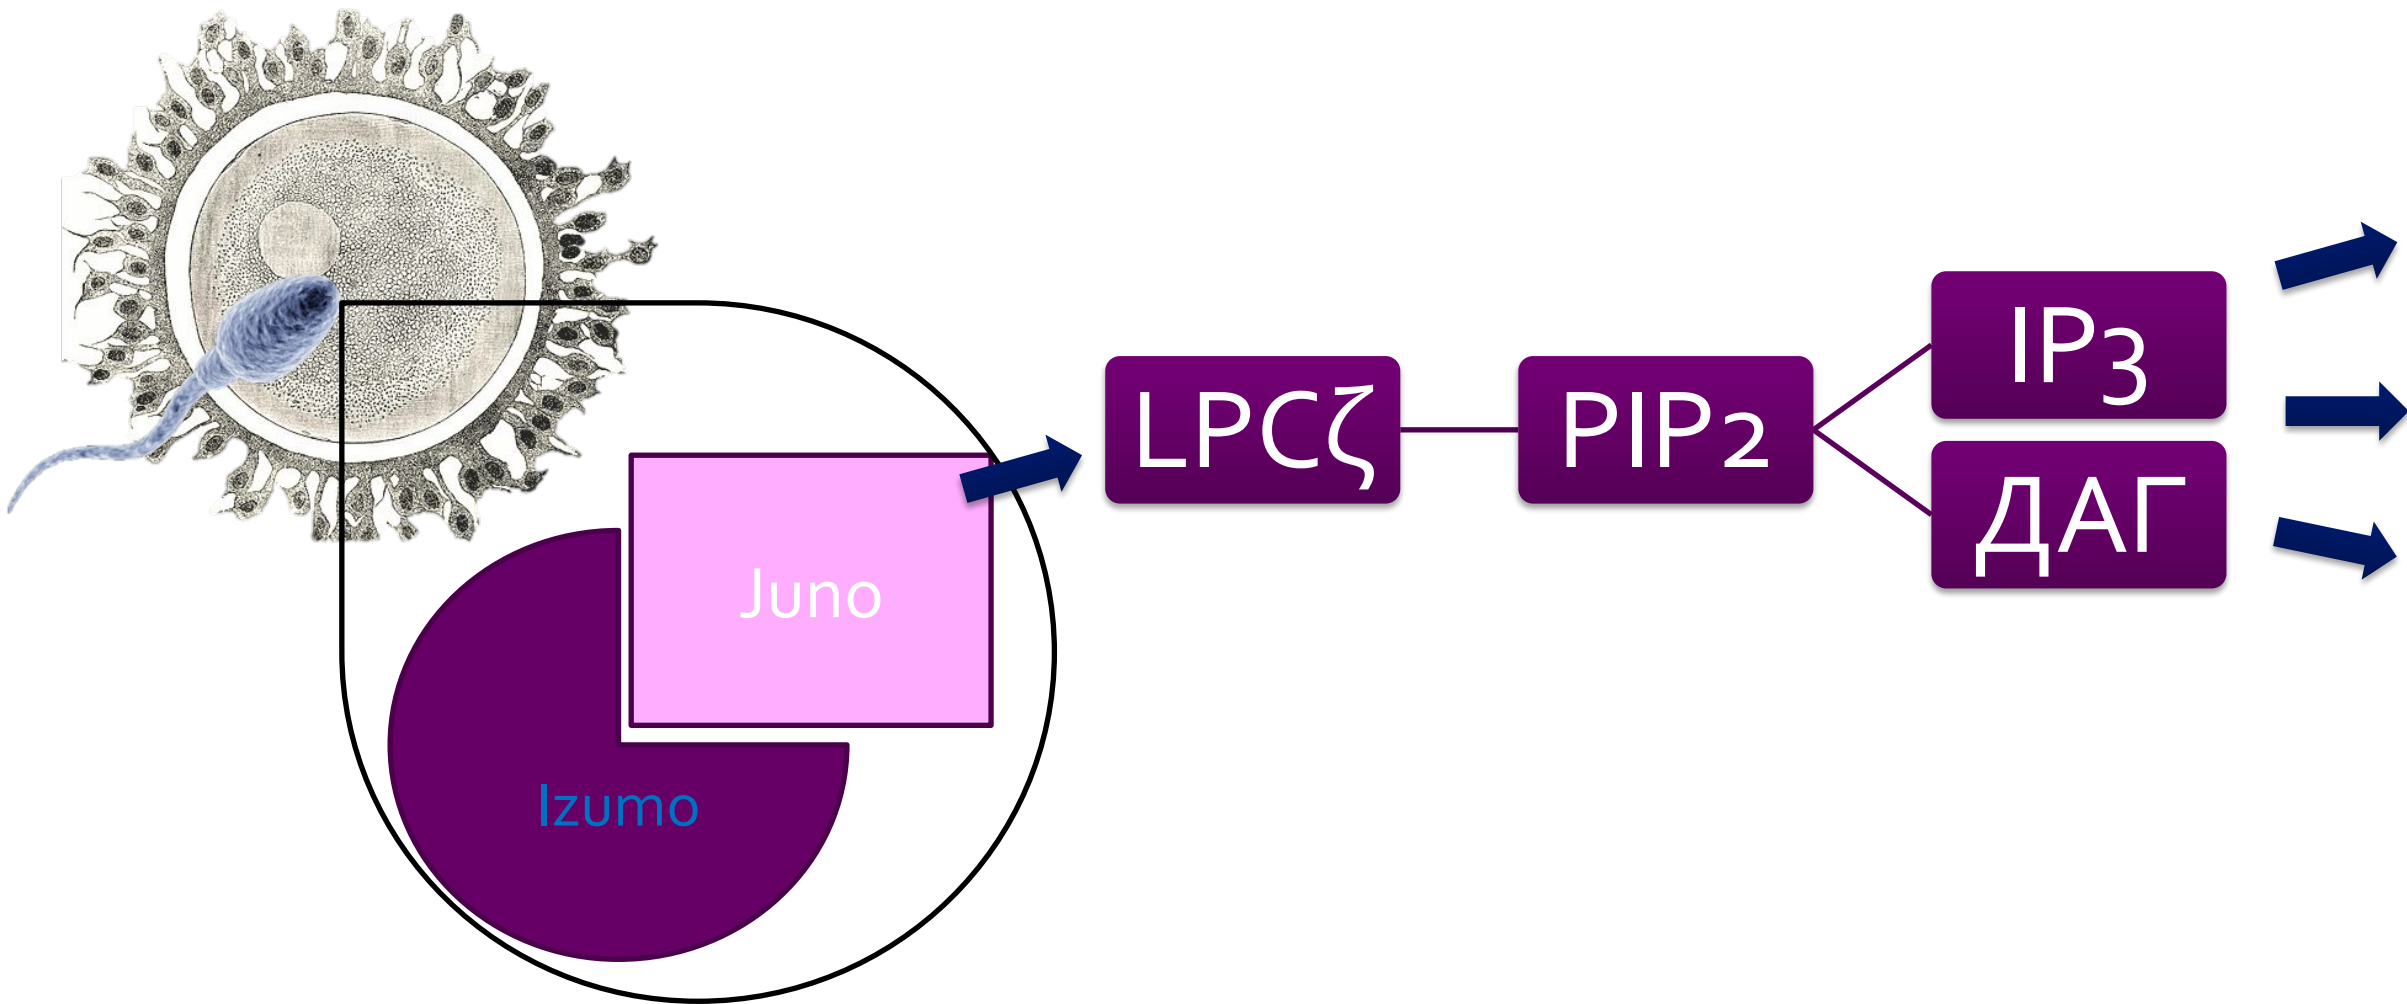 Juno
Izumo
LPCζ
PIP2
IP3
ДАГ